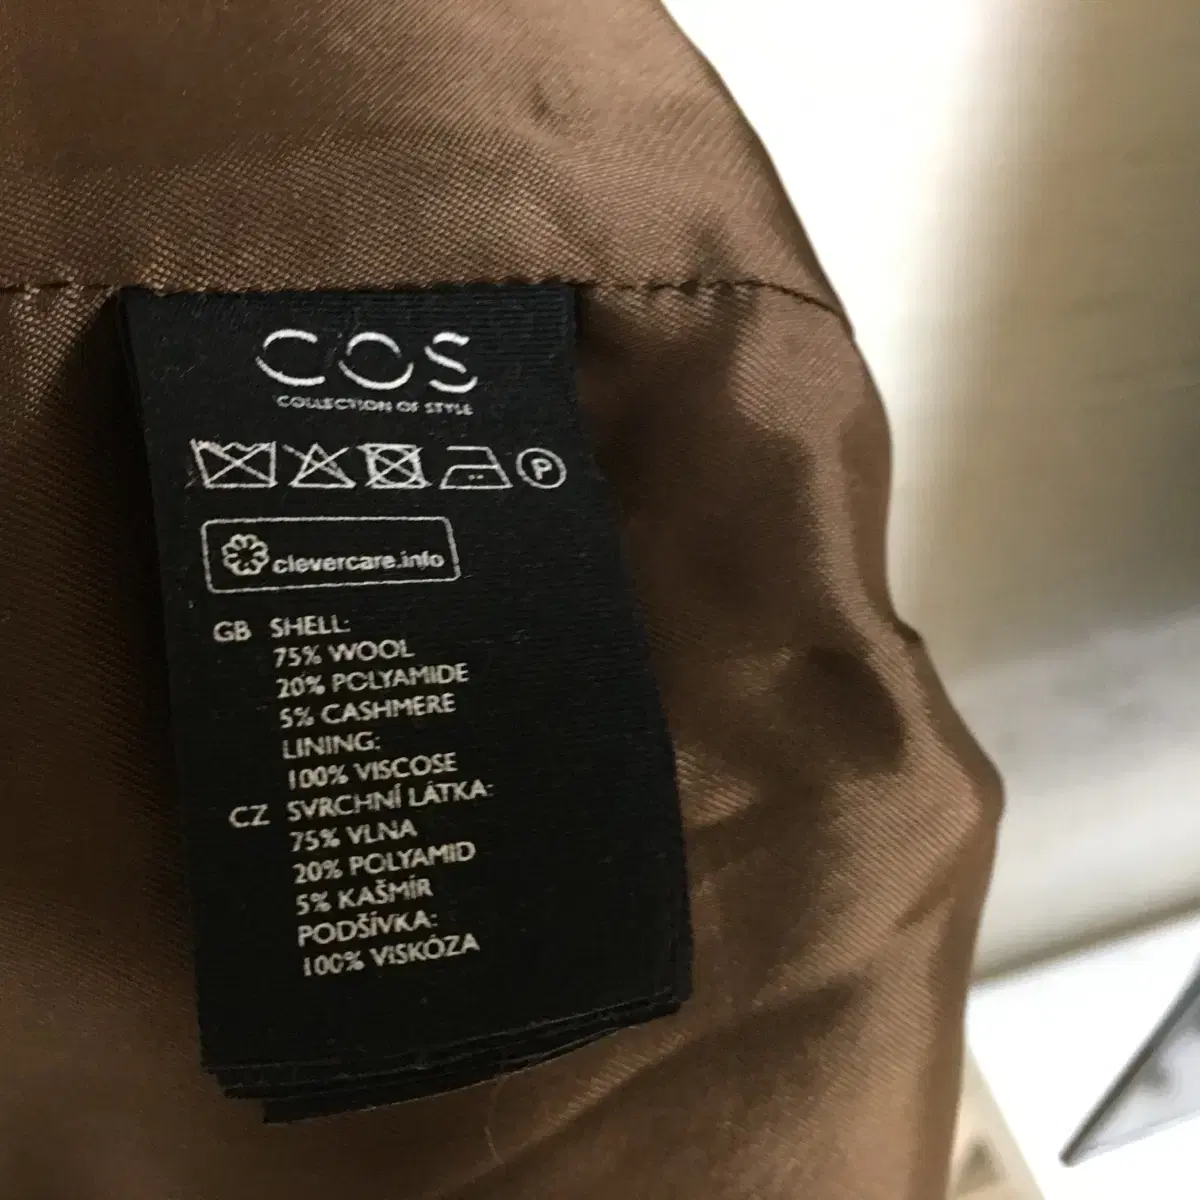 COS
COLLECTION OF STYLE
P
clevercare.info
GB SHELL:
75% WOOL
20% POLYAMIDE
5% CASHMERE
LINING:
100% VISCOSE
CZ SVRCHNÍ LÁTKA:
75% VLNA
20% POLYAMID
5% KAŠMÍR
PODŠÍVKA:
100% VISKÓZA